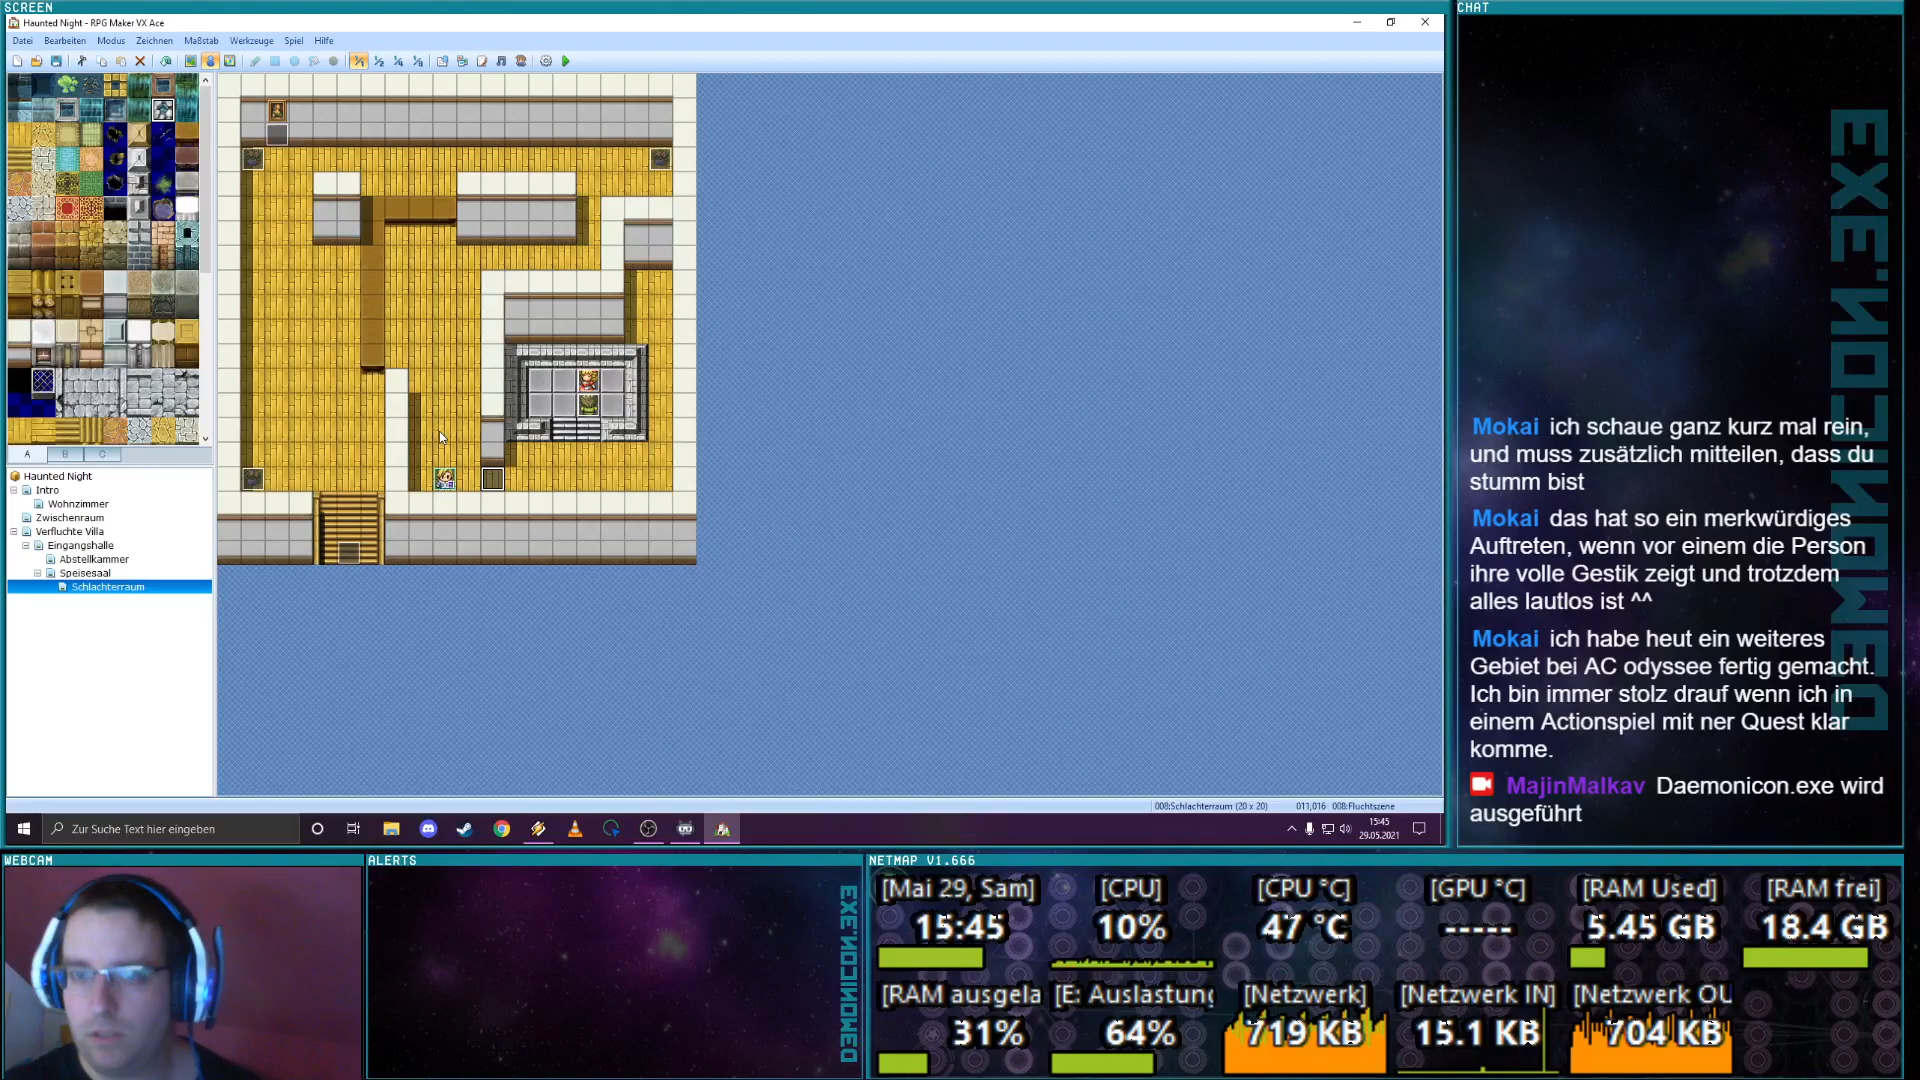 SCREEN
Haunted Night - RPG Maker VX Ace
Datei Bearbeiten Modus Zeichnen Maßstab Werkzeuge Spiel Hilfe
A B C
Haunted Night
Intro
Wohnzimmer
Zwischenraum
Verfluchte Villa
Eingangshalle
Abstellkammer
Speisesaal
Schlachterraum
008:Schlachterraum (20 x 20) 011,016 008:Fluchtszene
Zur Suche Text hier eingeben
15:45
29.05.2021
CHAT
Mokai ich schaue ganz kurz mal rein,
und muss zusätzlich mitteilen, dass du
stumm bist
Mokai das hat so ein merkwürdiges
Auftreten, wenn vor einem die Person
ihre volle Gestik zeigt und trotzdem
alles lautlos ist ^^
Mokai ich habe heut ein weiteres
Gebiet bei AC odyssee fertig gemacht.
Ich bin immer stolz drauf wenn ich in
einem Actionspiel mit ner Quest klar
komme.
MajinMalkav Daemonicon.exe wird
ausgeführt
WEBCAM
ALERTS
NETMAP V1.666
[Mai 29, Sam] [CPU] [CPU °C] [GPU °C] [RAM Used] [RAM frei]
15:45 10% 47 °C ----- 5.45 GB 18.4 GB
[RAM ausgela [E: Auslastung [Netzwerk] [Netzwerk IN] [Netzwerk OU
31% 64% 719 KB 15.1 KB 704 KB